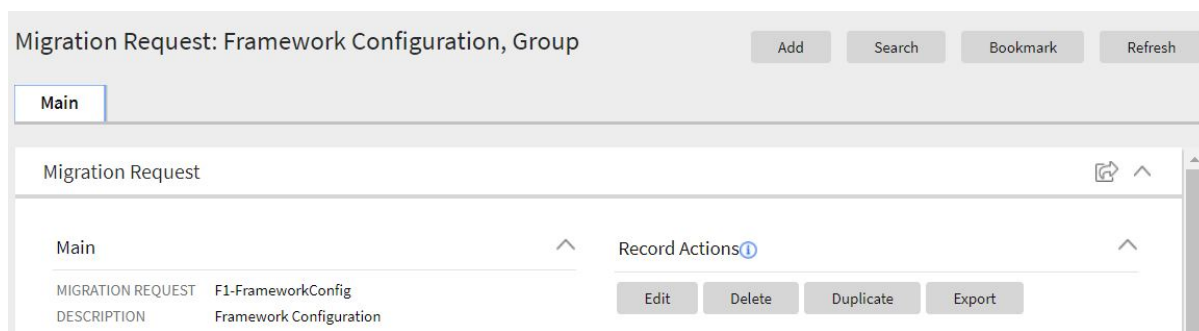 Migration Request: Framework Configuration, Group
Add Search Bookmark Refresh
Main
Migration Request
Main
Record Actions
Edit Delete Duplicate Export
MIGRATION REQUEST F1-FrameworkConfig
DESCRIPTION Framework Configuration